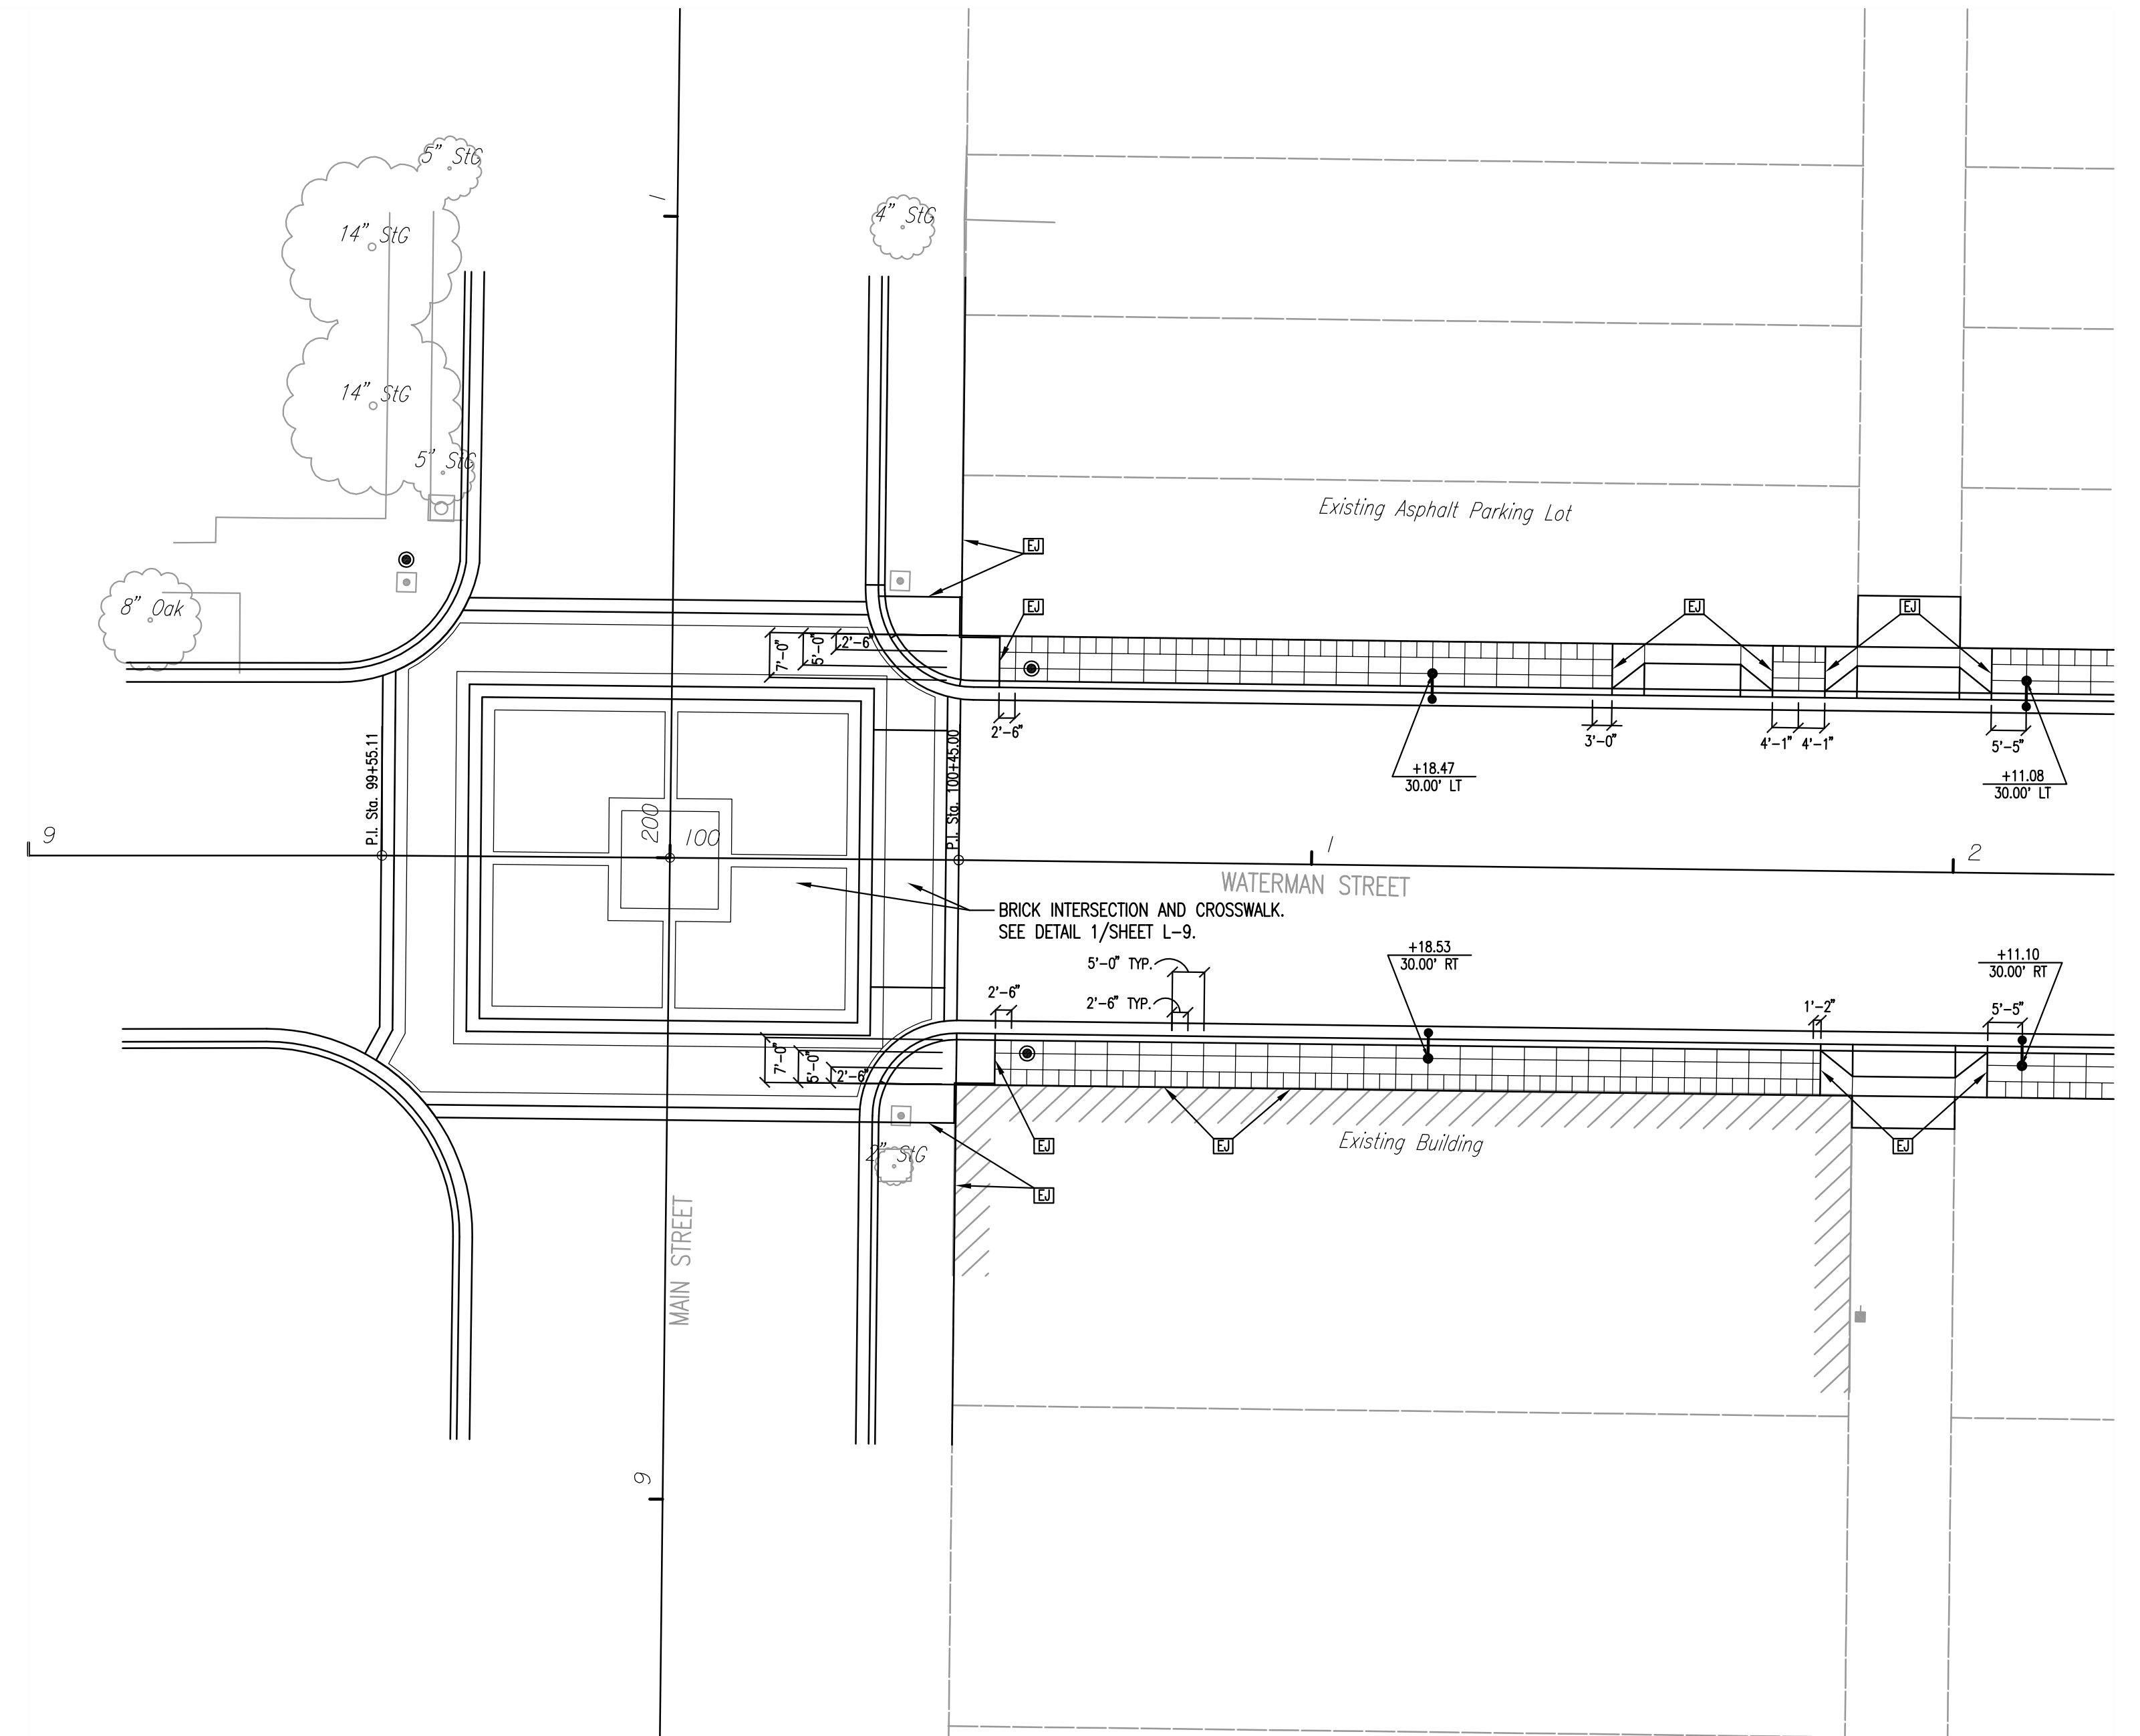 5" StG
14" StG
4" StG
14" StG
5" StG
8" Oak
1
Existing Asphalt Parking Lot
EJ
EJ
EJ
EJ
7'-0"
5'-0"
2'-6"
2'-6"
3'-0"
4'-1"
4'-1"
5'-5"
+18.47
30.00' LT
+11.08
30.00' LT
P.I. Sta. 99+55.11
P.I. Sta. 100+45.00
9
200
100
1
2
WATERMAN STREET
BRICK INTERSECTION AND CROSSWALK.
SEE DETAIL 1/SHEET L-9.
+18.53
30.00' RT
+11.10
30.00' RT
5'-0" TYP.
2'-6" TYP.
2'-6"
1'-2"
5'-5"
7'-0"
5'-0"
2'-6"
EJ
EJ
EJ
EJ
Existing Building
2" StG
MAIN STREET
9